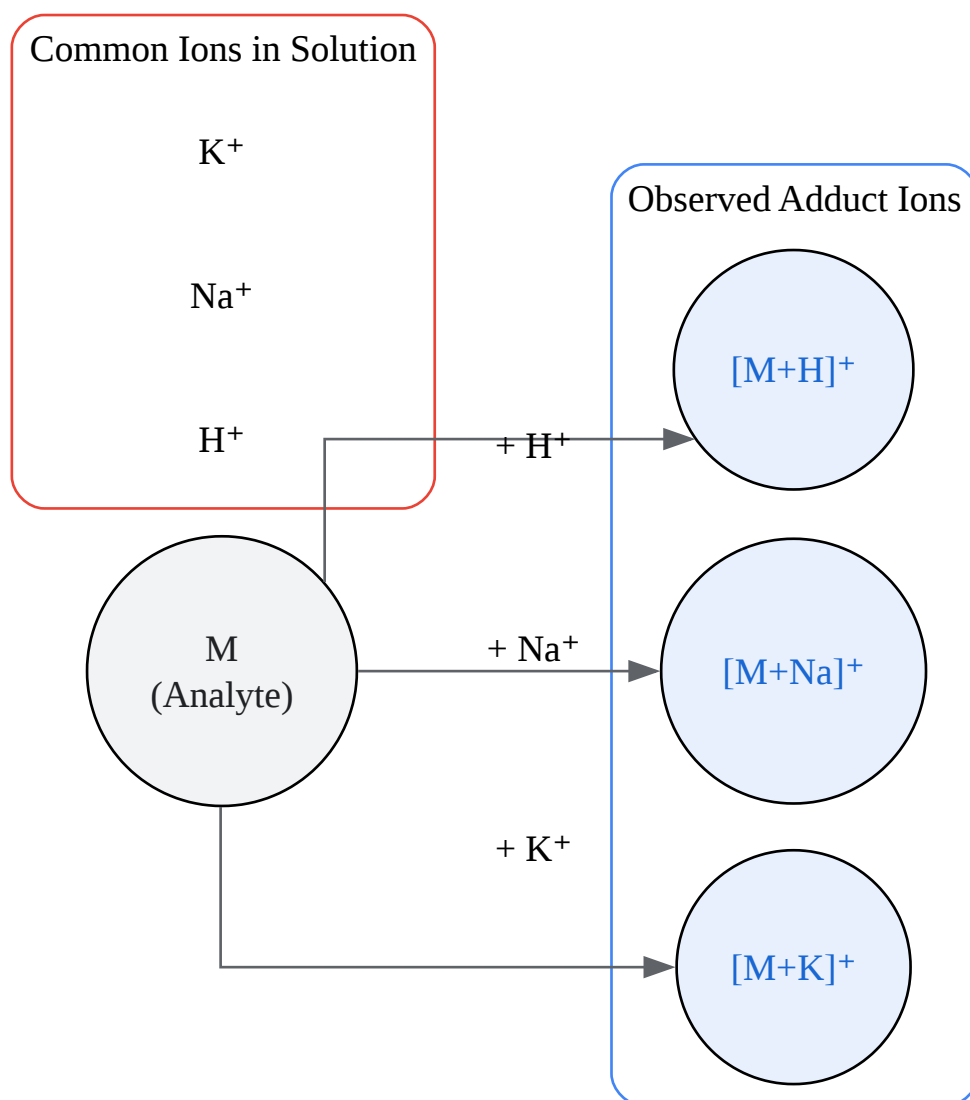 Common Ions in Solution
K⁺
Na⁺
H⁺
Observed Adduct Ions
[M+H]⁺
+ H⁺
M
(Analyte)
+ Na⁺
[M+Na]⁺
+ K⁺
[M+K]⁺